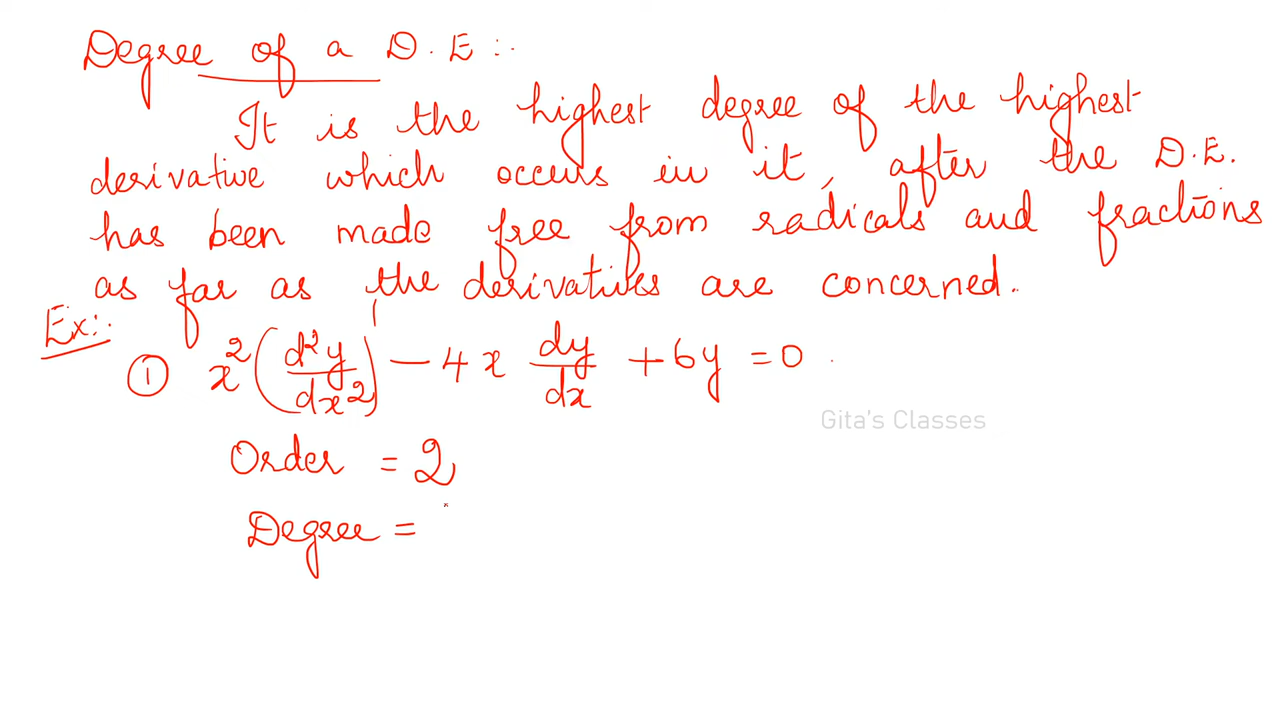 Degree of a D.E :.
It is the highest degree of the highest
derivative which occurs in it, after the D.E.
has been made free from radicals and fractions
as far as the derivatives are concerned.
Ex:.
① x² (d²y/dx²)¹ - 4x dy/dx + 6y = 0 .
Gita's Classes
Order = 2
Degree =